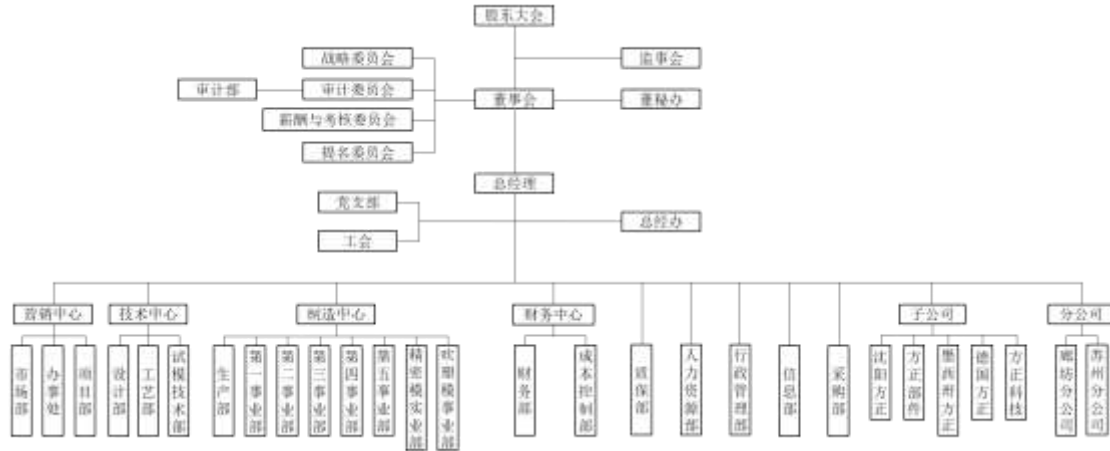 股东大会
战略委员会
监事会
审计部
审计委员会
董事会
董秘办
薪酬与考核委员会
提名委员会
总经理
党支部
总经办
工会
营销中心
技术中心
制造中心
财务中心
子公司
分公司
市场部
办事处
项目部
设计部
工艺部
试模技术部
生产部
第一事业部
第二事业部
第三事业部
第四事业部
第五事业部
精密模实业部
吹塑模事业部
财务部
成本控制部
质保部
人力资源部
行政管理部
信息部
采购部
沈阳方正
方正部件
墨西哥方正
德国方正
方正科技
廊坊分公司
苏州分公司